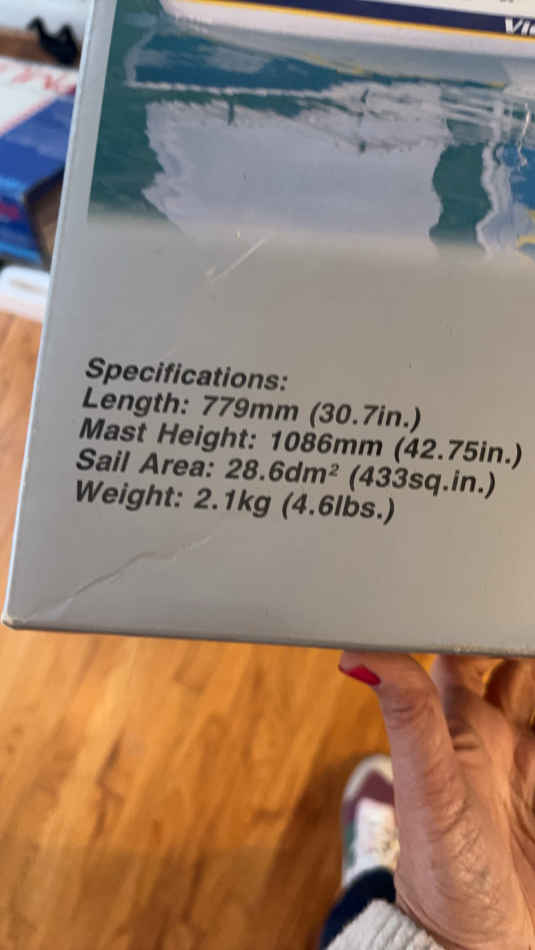 Specifications:
Length: 779mm (30.7in.)
Mast Height: 1086mm (42.75in.)
Sail Area: 28.6dm² (433sq.in.)
Weight: 2.1kg (4.6lbs.)